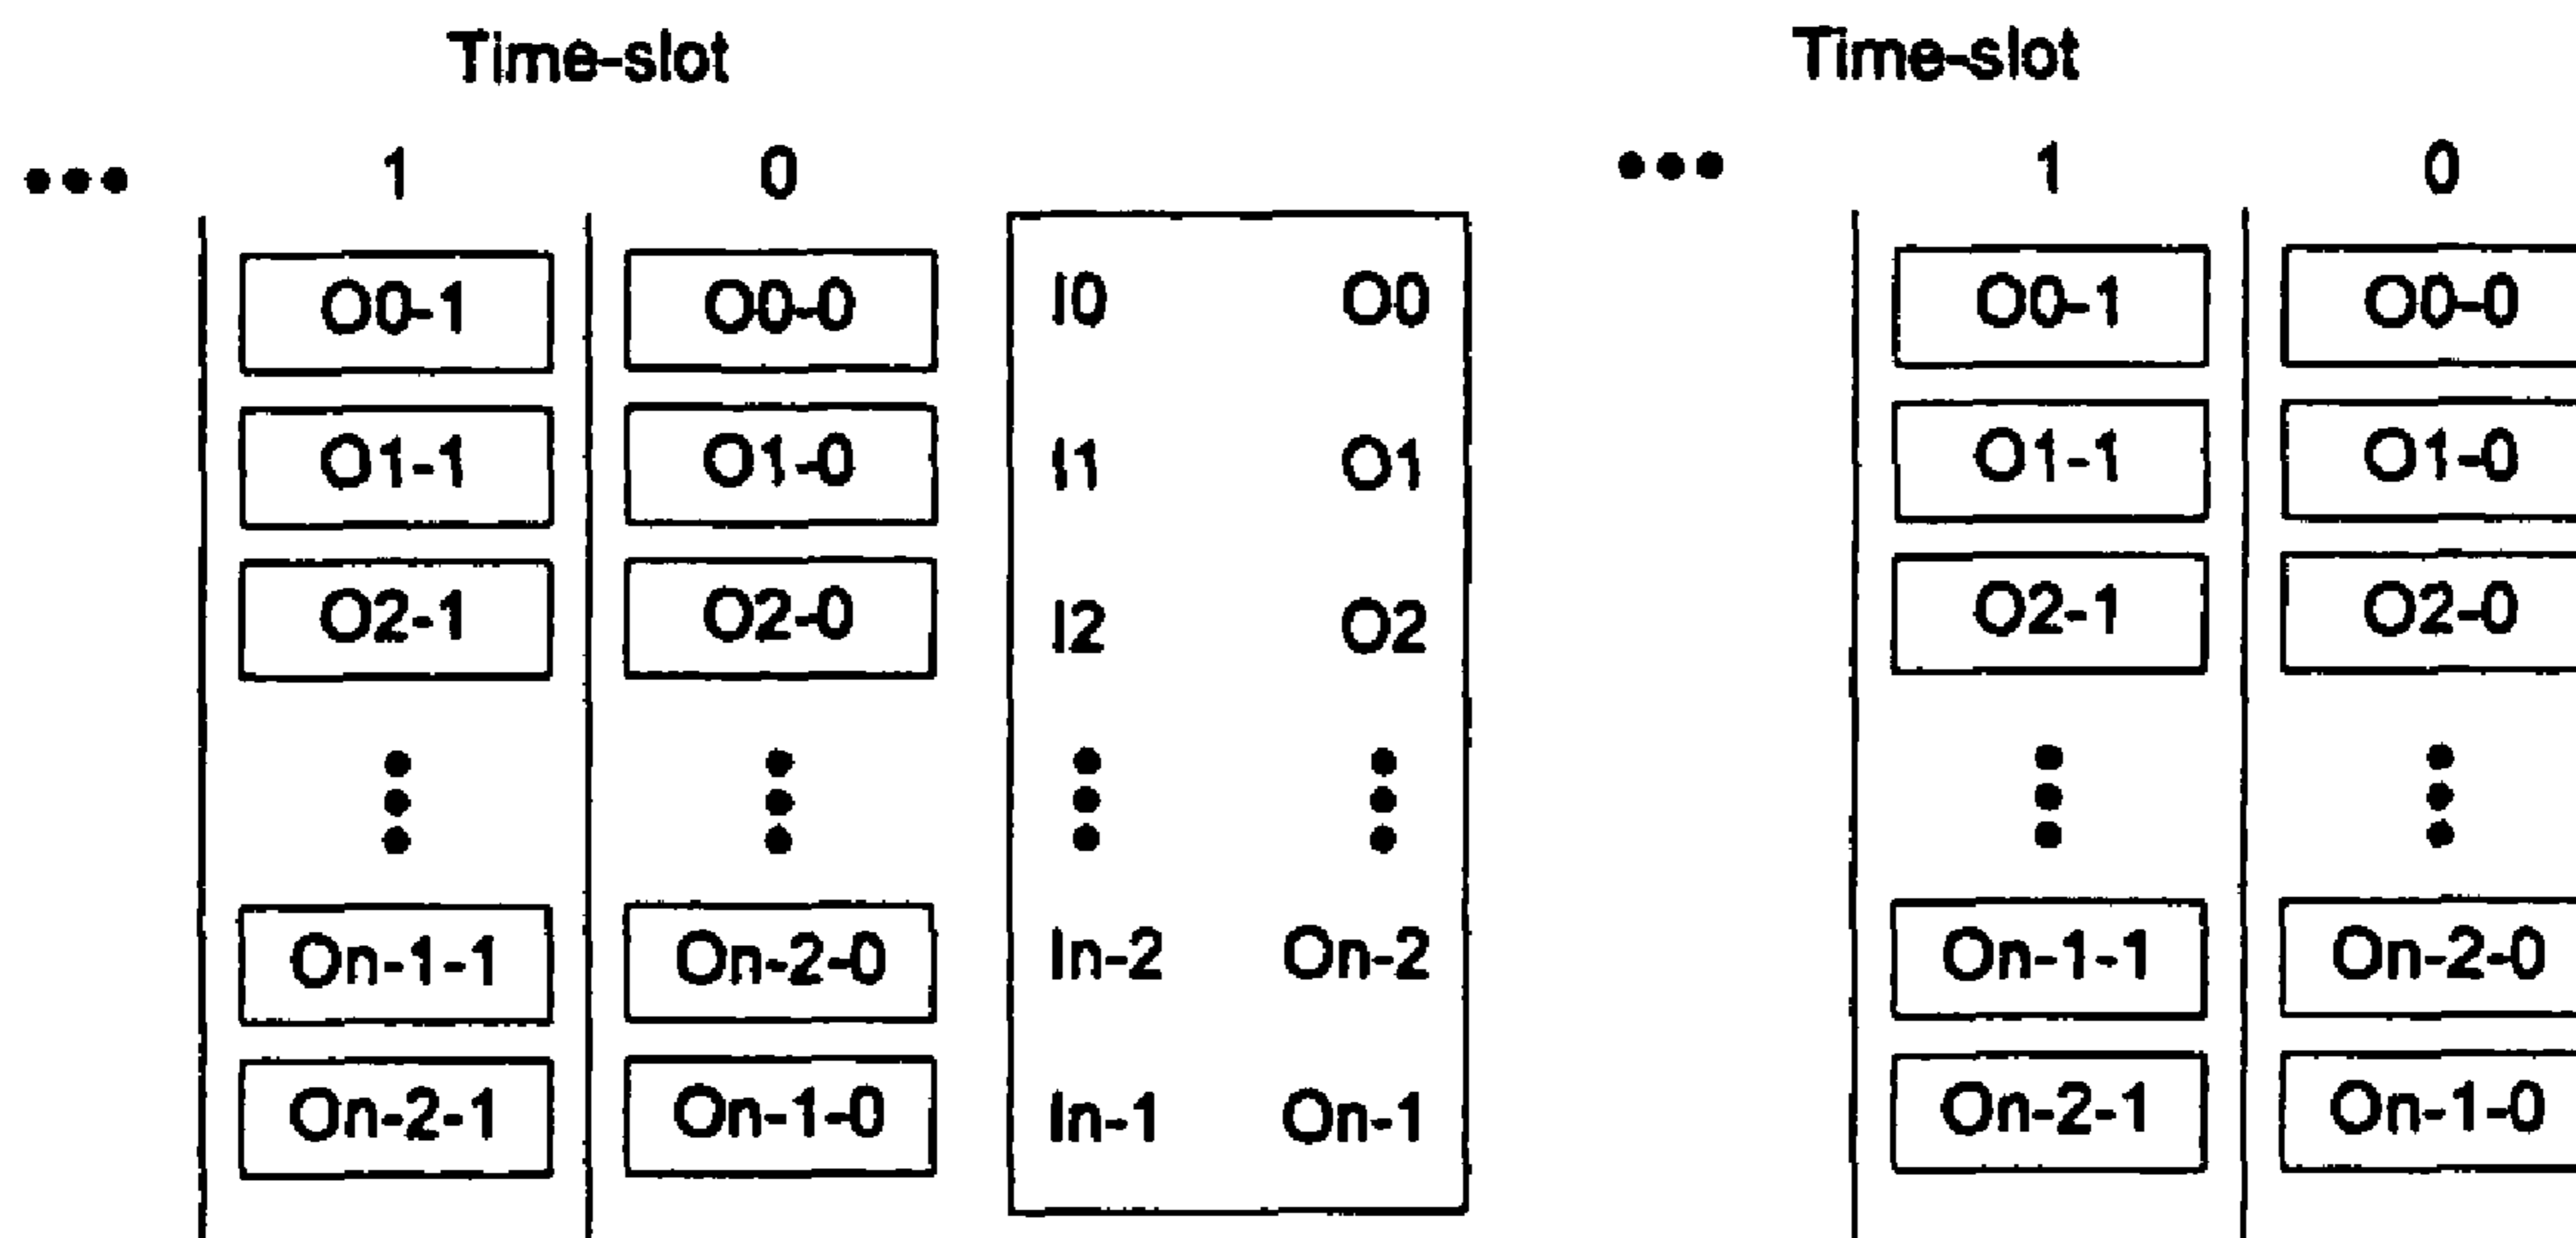 Time-slot Time-slot
••• 1 0 ••• 1 0
O0-1 O0-0 I0 O0 O0-1 O0-0
O1-1 O1-0 I1 O1 O1-1 O1-0
O2-1 O2-0 I2 O2 O2-1 O2-0
On-1-1 On-2-0 In-2 On-2 On-1-1 On-2-0
On-2-1 On-1-0 In-1 On-1 On-2-1 On-1-0